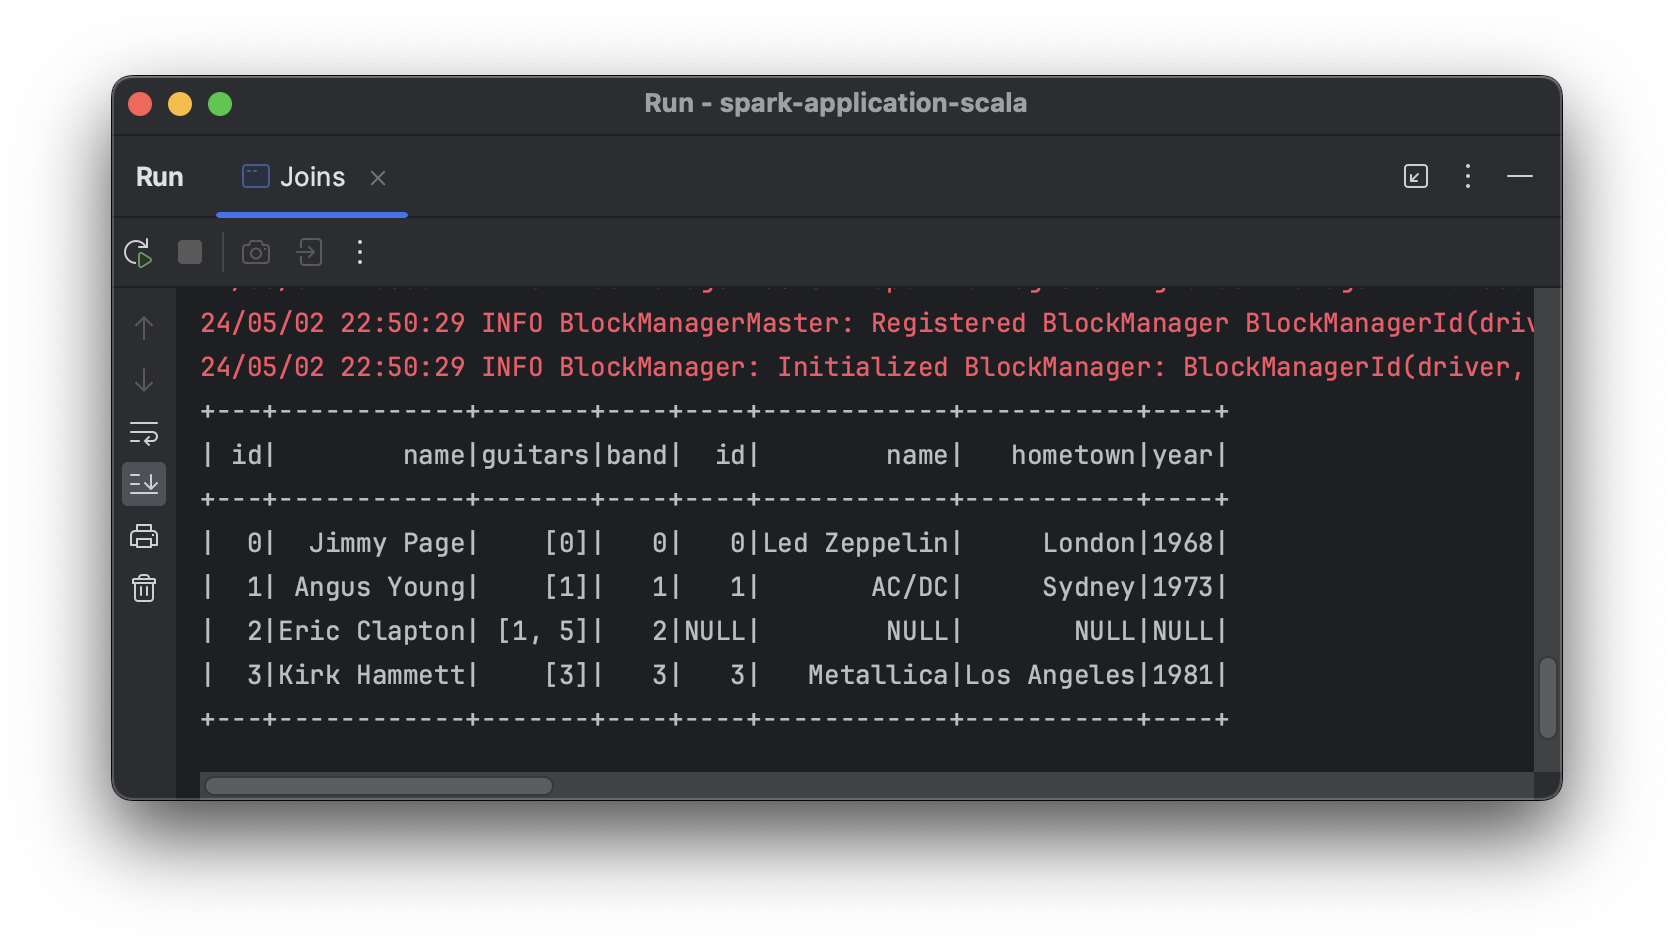 Run - spark-application-scala
Run Joins
24/05/02 22:50:29 INFO BlockManagerMaster: Registered BlockManager BlockManagerId(driv
24/05/02 22:50:29 INFO BlockManager: Initialized BlockManager: BlockManagerId(driver,
+---+------------+-------+----+----+------------+-----------+----+
| id|        name|guitars|band|  id|        name|   hometown|year|
+---+------------+-------+----+----+------------+-----------+----+
|  0|  Jimmy Page|    [0]|   0|   0|Led Zeppelin|     London|1968|
|  1| Angus Young|    [1]|   1|   1|       AC/DC|     Sydney|1973|
|  2|Eric Clapton| [1, 5]|   2|NULL|        NULL|       NULL|NULL|
|  3|Kirk Hammett|    [3]|   3|   3|   Metallica|Los Angeles|1981|
+---+------------+-------+----+----+------------+-----------+----+